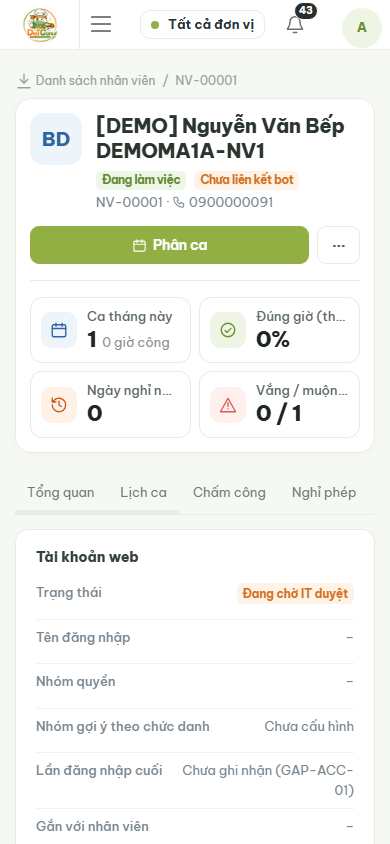 Tất cả đơn vị
43
A
Danh sách nhân viên / NV-00001
BD
[DEMO] Nguyễn Văn Bếp
DEMOMA1A-NV1
Đang làm việc
Chưa liên kết bot
NV-00001 · 0900000091
Phân ca
...
Ca tháng này
1 0 giờ công
Đúng giờ (th...
0%
Ngày nghỉ n...
0
Vắng / muộn...
0 / 1
Tổng quan
Lịch ca
Chấm công
Nghỉ phép
Tài khoản web
Trạng thái
Đang chờ IT duyệt
Tên đăng nhập
–
Nhóm quyền
–
Nhóm gợi ý theo chức danh
Chưa cấu hình
Lần đăng nhập cuối
Chưa ghi nhận (GAP-ACC-
01)
Gắn với nhân viên
–